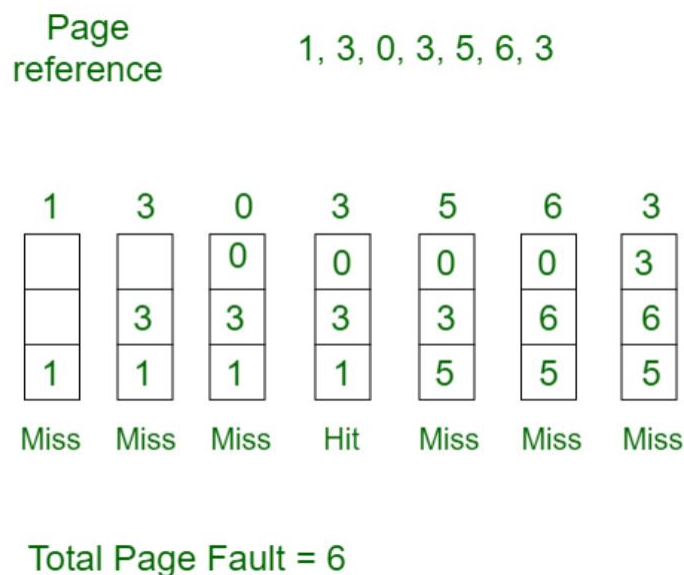 Page
reference
1, 3, 0, 3, 5, 6, 3
1 3 0 3 5 6 3
0 0 0 0 3
3 3 3 3 6 6
1 1 1 1 5 5 5
Miss Miss Miss Hit Miss Miss Miss
Total Page Fault = 6